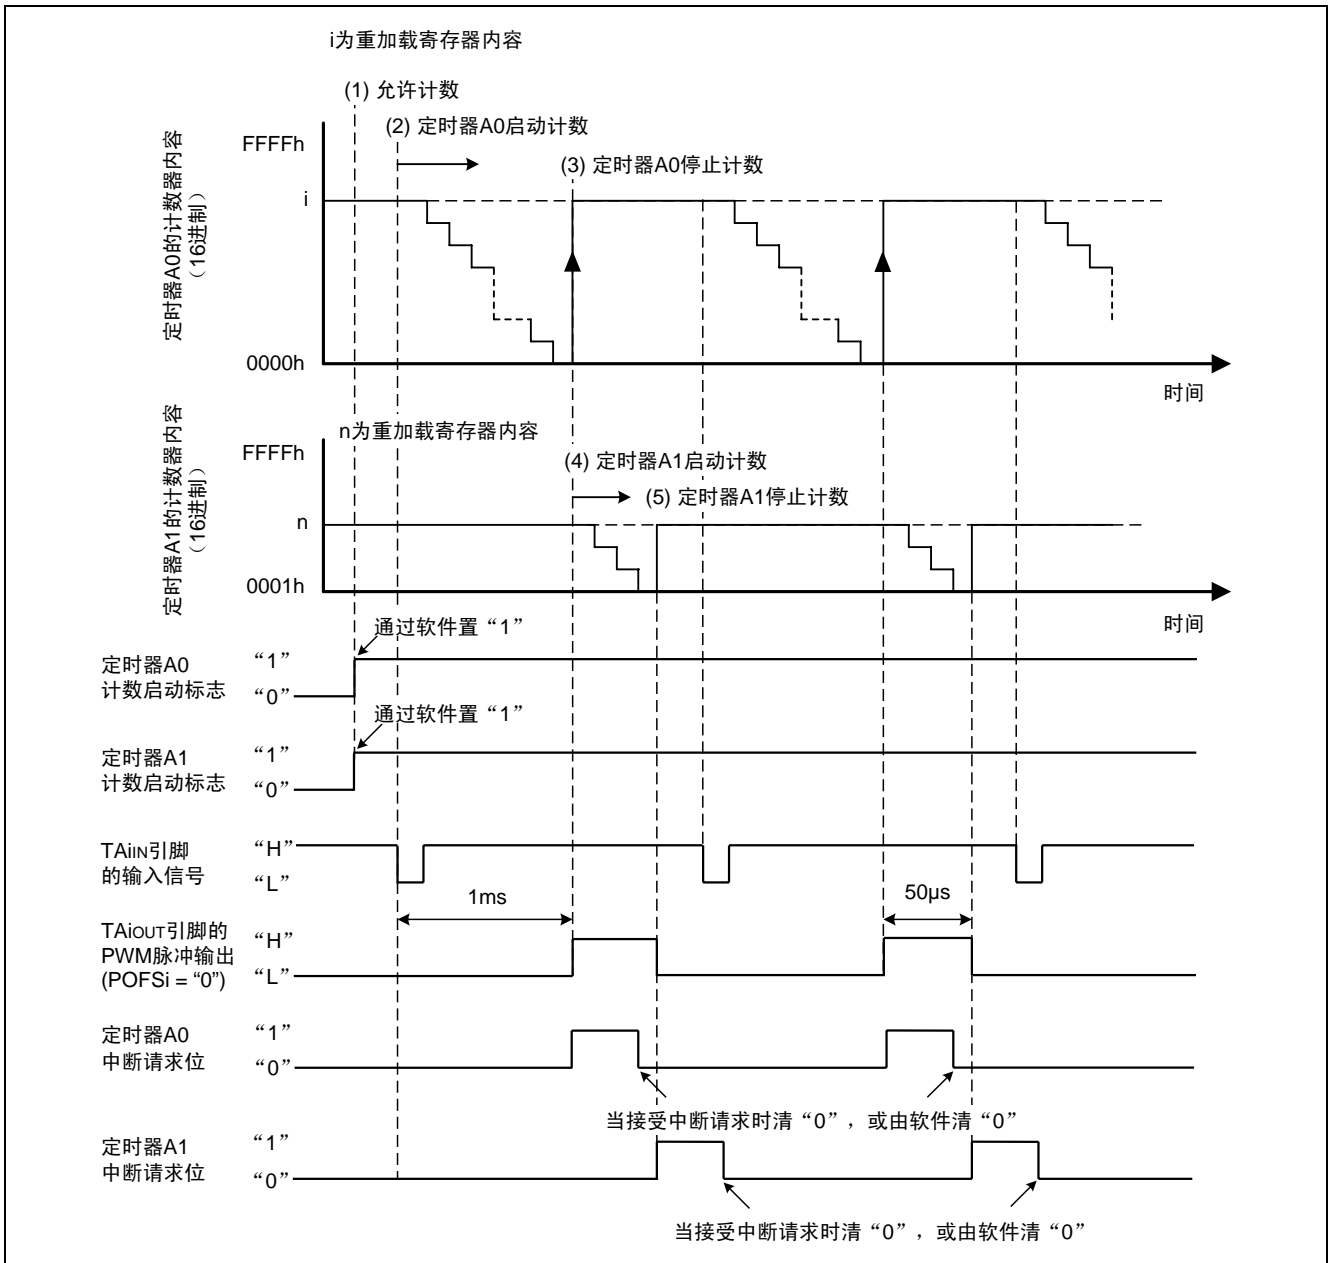 i为重加载寄存器内容
(1) 允许计数
(2) 定时器A0启动计数
(3) 定时器A0停止计数
定时器A0的计数器内容
（16进制）
FFFFh
i
0000h
时间
n为重加载寄存器内容
定时器A1的计数器内容
（16进制）
FFFFh
(4) 定时器A1启动计数
(5) 定时器A1停止计数
n
0001h
时间
通过软件置“1”
定时器A0
计数启动标志
“1”
“0”
通过软件置“1”
定时器A1
计数启动标志
“1”
“0”
TAiIN引脚
的输入信号
“H”
“L”
1ms
50µs
TAiOUT引脚的
PWM脉冲输出
(POFSi = “0”)
“H”
“L”
定时器A0
中断请求位
“1”
“0”
当接受中断请求时清“0”，或由软件清“0”
定时器A1
中断请求位
“1”
“0”
当接受中断请求时清“0”，或由软件清“0”